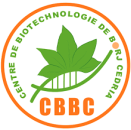 CENTRE DE BIOTECHNOLOGIE DE BORJ CEDRIA
CBBC